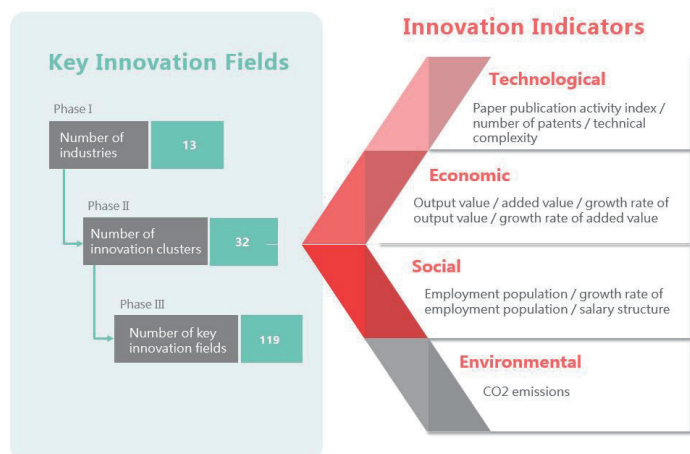 Key Innovation Fields
Phase I
Number of
industries
13
Phase II
Number of
innovation clusters
32
Phase III
Number of key
innovation fields
119
Innovation Indicators
Technological
Paper publication activity index /
number of patents / technical
complexity
Economic
Output value / added value / growth rate of
output value / growth rate of added value
Social
Employment population / growth rate of
employment population / salary structure
Environmental
CO2 emissions